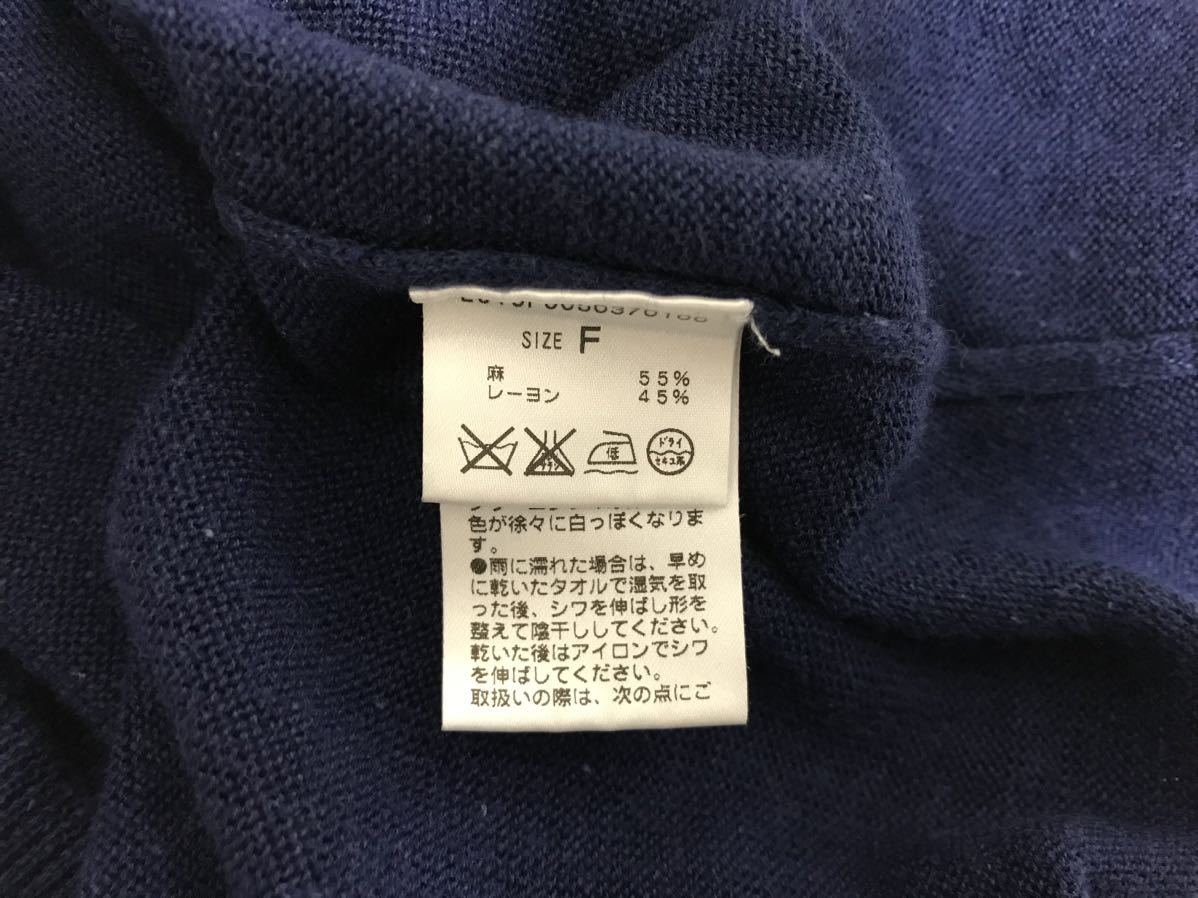 SIZE F
麻 55%
レーヨン 45%
ドライ
セキユ系
低
色が徐々に白っぽくなりま
す。
●雨に濡れた場合は、早め
に乾いたタオルで湿気を取
った後、シワを伸ばし形を
整えて陰干ししてください。
乾いた後はアイロンでシワ
を伸ばしてください。
取扱いの際は、次の点にご